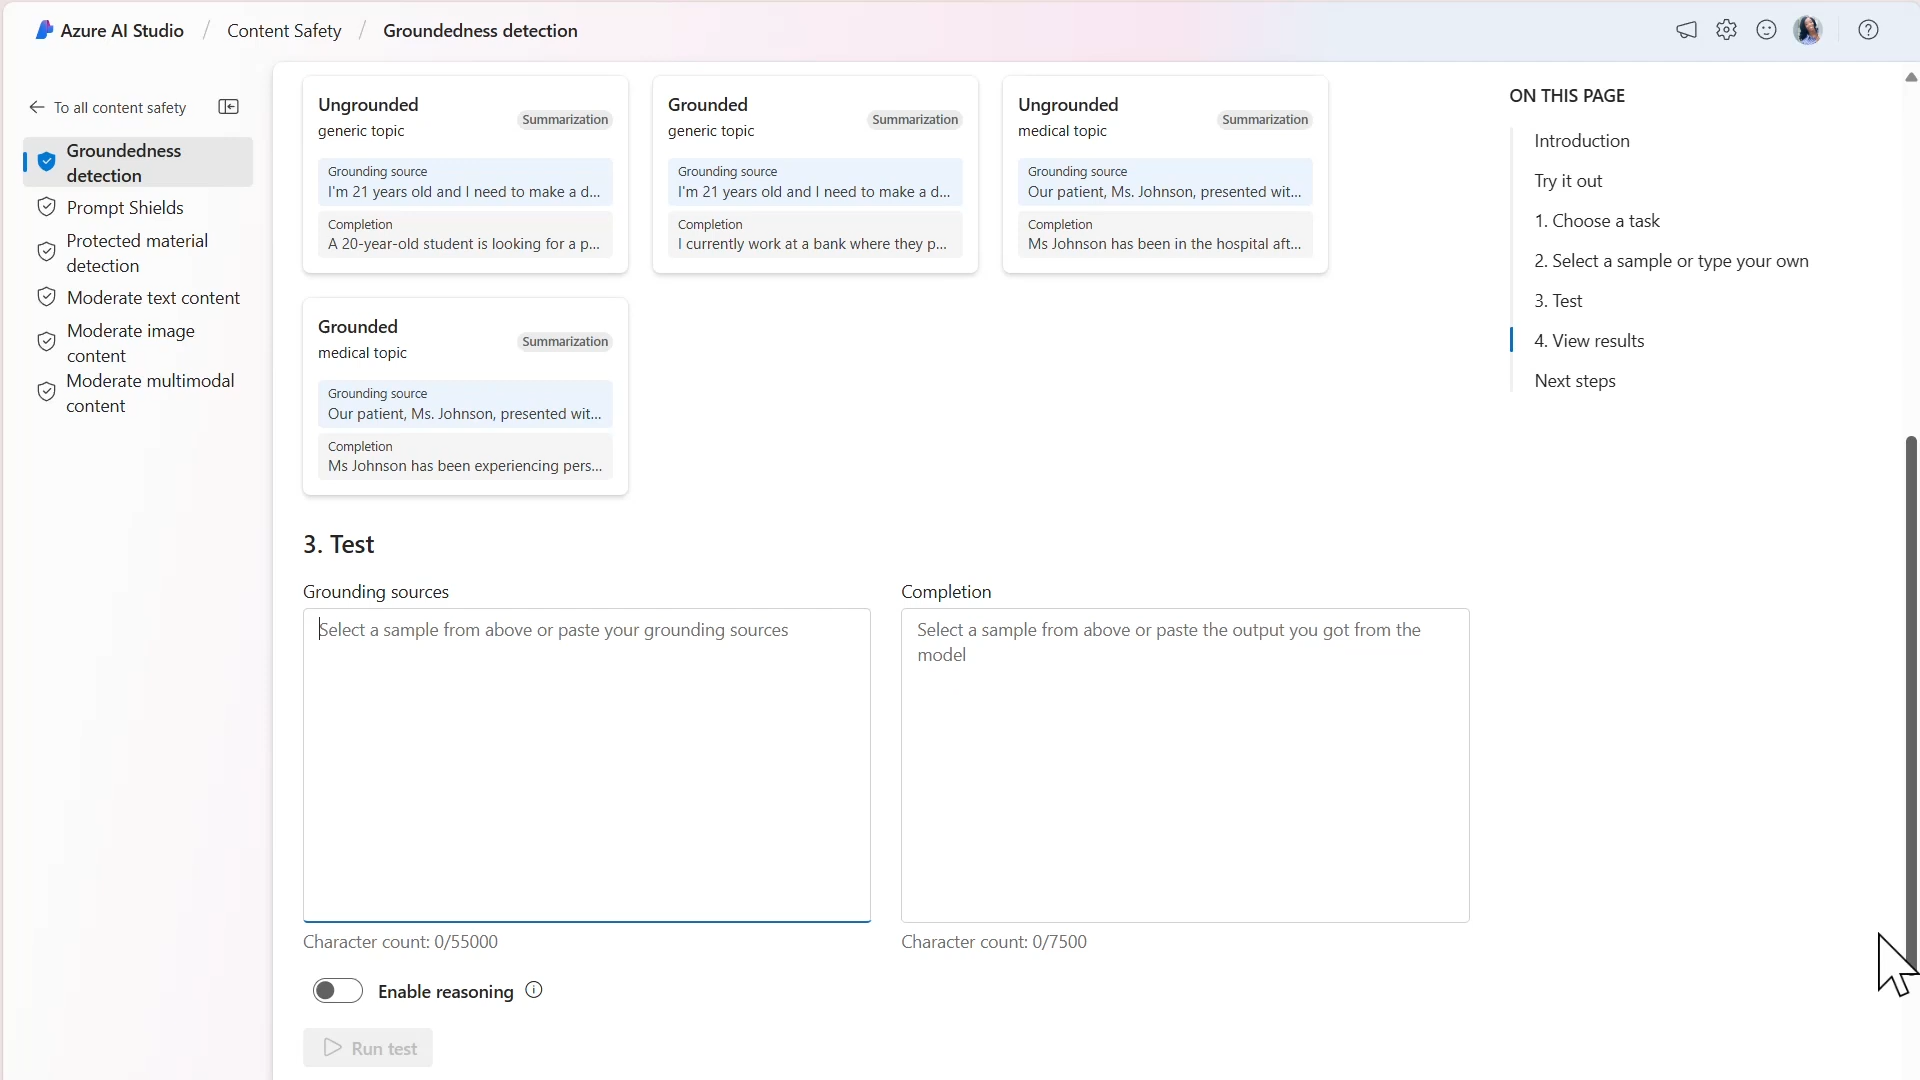 Azure AI Studio / Content Safety / Groundedness detection
To all content safety
Groundedness
detection
Prompt Shields
Protected material
detection
Moderate text content
Moderate image
content
Moderate multimodal
content
Ungrounded
generic topic
Summarization
Grounding source
I'm 21 years old and I need to make a d...
Completion
A 20-year-old student is looking for a p...
Grounded
generic topic
Summarization
Grounding source
I'm 21 years old and I need to make a d...
Completion
I currently work at a bank where they p...
Ungrounded
medical topic
Summarization
Grounding source
Our patient, Ms. Johnson, presented wit...
Completion
Ms Johnson has been in the hospital aft...
Grounded
medical topic
Summarization
Grounding source
Our patient, Ms. Johnson, presented wit...
Completion
Ms Johnson has been experiencing pers...
3. Test
Grounding sources
Select a sample from above or paste your grounding sources
Character count: 0/55000
Completion
Select a sample from above or paste the output you got from the
model
Character count: 0/7500
Enable reasoning
Run test
ON THIS PAGE
Introduction
Try it out
1. Choose a task
2. Select a sample or type your own
3. Test
4. View results
Next steps